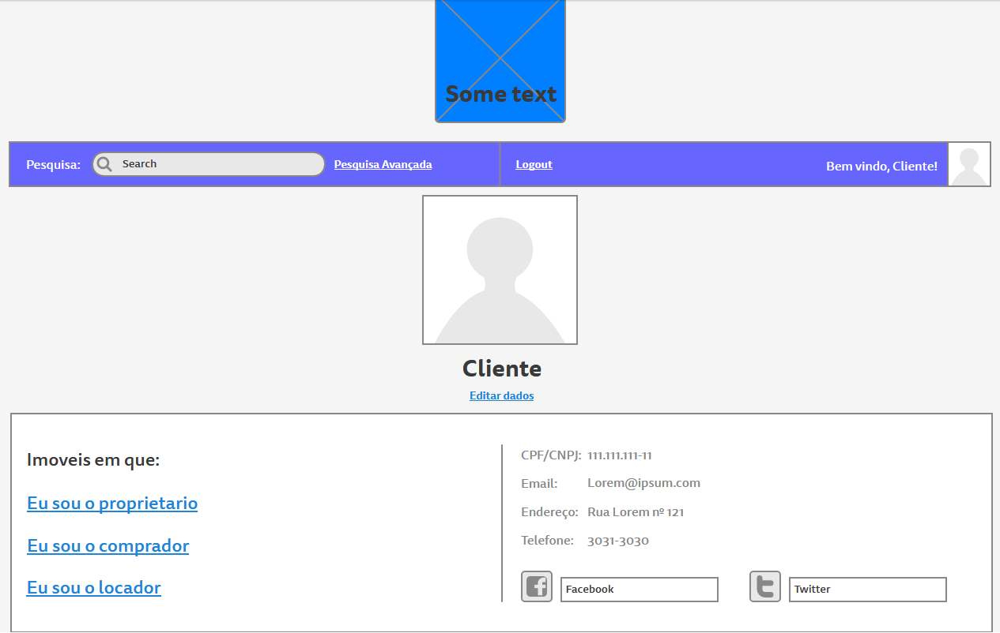 Some text
Pesquisa: Search Pesquisa Avançada Logout Bem vindo, Cliente!
Cliente
Editar dados
Imoveis em que:
Eu sou o proprietario
Eu sou o comprador
Eu sou o locador
CPF/CNPJ: 111.111.111-11
Email: Lorem@ipsum.com
Endereço: Rua Lorem nº 121
Telefone: 3031-3030
Facebook Twitter